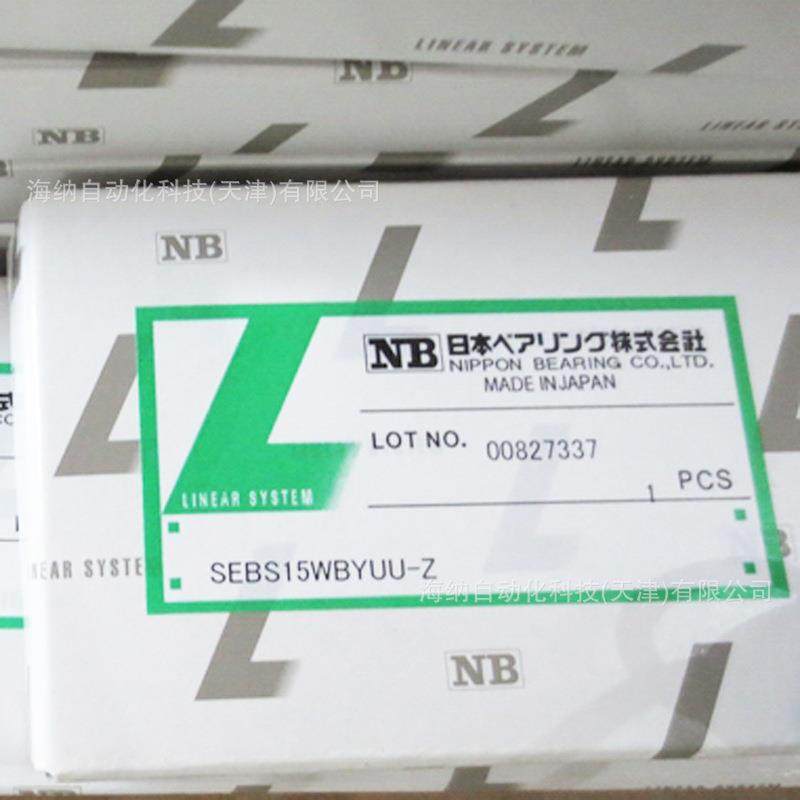 LINEAR SYSTEM
NB
NB
LINEAR SYSTEM
LINEAR SYSTEM
海纳自动化科技(天津)有限公司
NB
NB 日本ベアリング株式会社
NIPPON BEARING CO.,LTD.
MADE IN JAPAN
LOT NO. 00827337
1 PCS
LINEAR SYSTEM
SEBS15WBYUU-Z
海纳自动化科技(天津)有限公司
NB